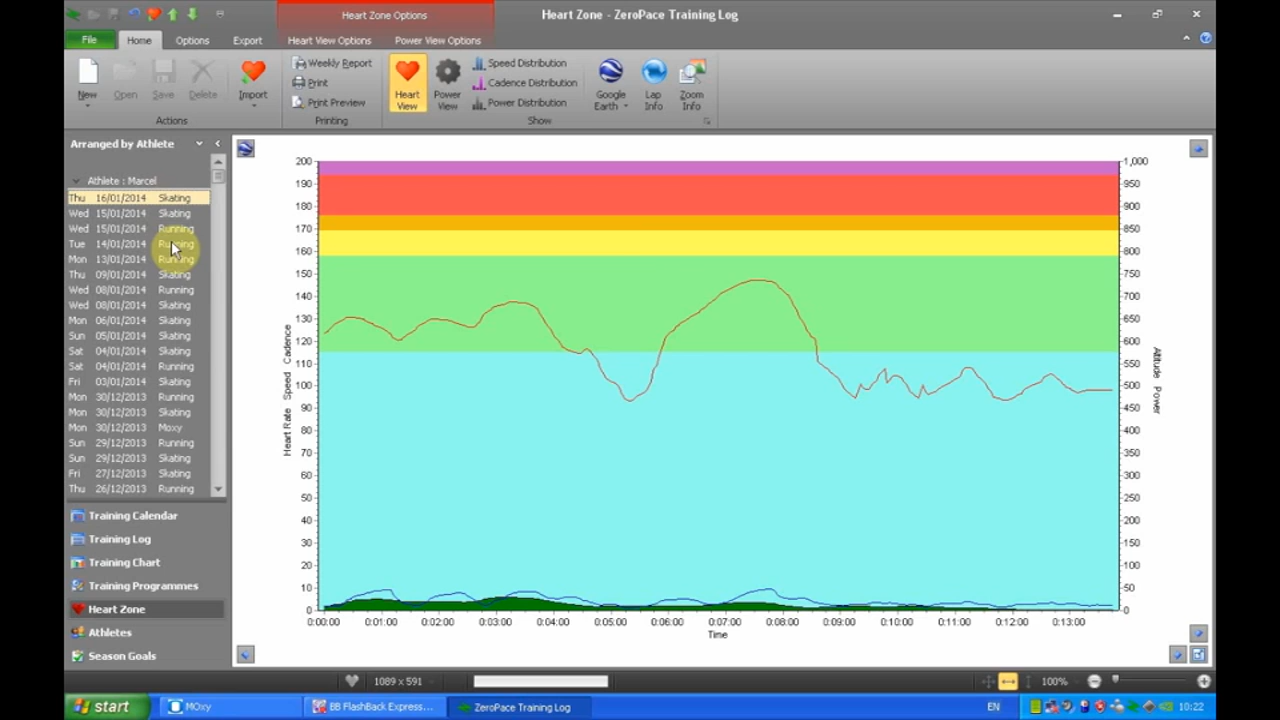 Heart Zone Options
Heart Zone - ZeroPace Training Log
File Home Options Export Heart View Options Power View Options
New Open Save Delete Import
Actions
Weekly Report
Print
Print Preview
Printing
Heart View
Power View
Speed Distribution
Cadence Distribution
Power Distribution
Google Earth
Lap Info
Zoom Info
Show
Arranged by Athlete
Athlete : Marcel
Thu 16/01/2014 Skating
Wed 15/01/2014 Skating
Wed 15/01/2014 Running
Tue 14/01/2014 Running
Mon 13/01/2014 Running
Thu 09/01/2014 Skating
Wed 08/01/2014 Running
Wed 08/01/2014 Skating
Mon 06/01/2014 Skating
Sun 05/01/2014 Skating
Sat 04/01/2014 Skating
Sat 04/01/2014 Running
Fri 03/01/2014 Skating
Mon 30/12/2013 Running
Mon 30/12/2013 Skating
Mon 30/12/2013 Moxy
Sun 29/12/2013 Running
Sun 29/12/2013 Skating
Fri 27/12/2013 Skating
Thu 26/12/2013 Running
Training Calendar
Training Log
Training Chart
Training Programmes
Heart Zone
Athletes
Season Goals
Heart Rate Speed Cadence
200
190
180
170
160
150
140
130
120
110
100
90
80
70
60
50
40
30
20
10
0
1,000
950
900
850
800
750
700
650
600
550
500
450
400
350
300
250
200
150
100
50
0
Altitude Power
0:00:00 0:01:00 0:02:00 0:03:00 0:04:00 0:05:00 0:06:00 0:07:00 0:08:00 0:09:00 0:10:00 0:11:00 0:12:00 0:13:00
Time
1089 x 591
100%
start
MOxy
BB FlashBack Express...
ZeroPace Training Log
EN
10:22